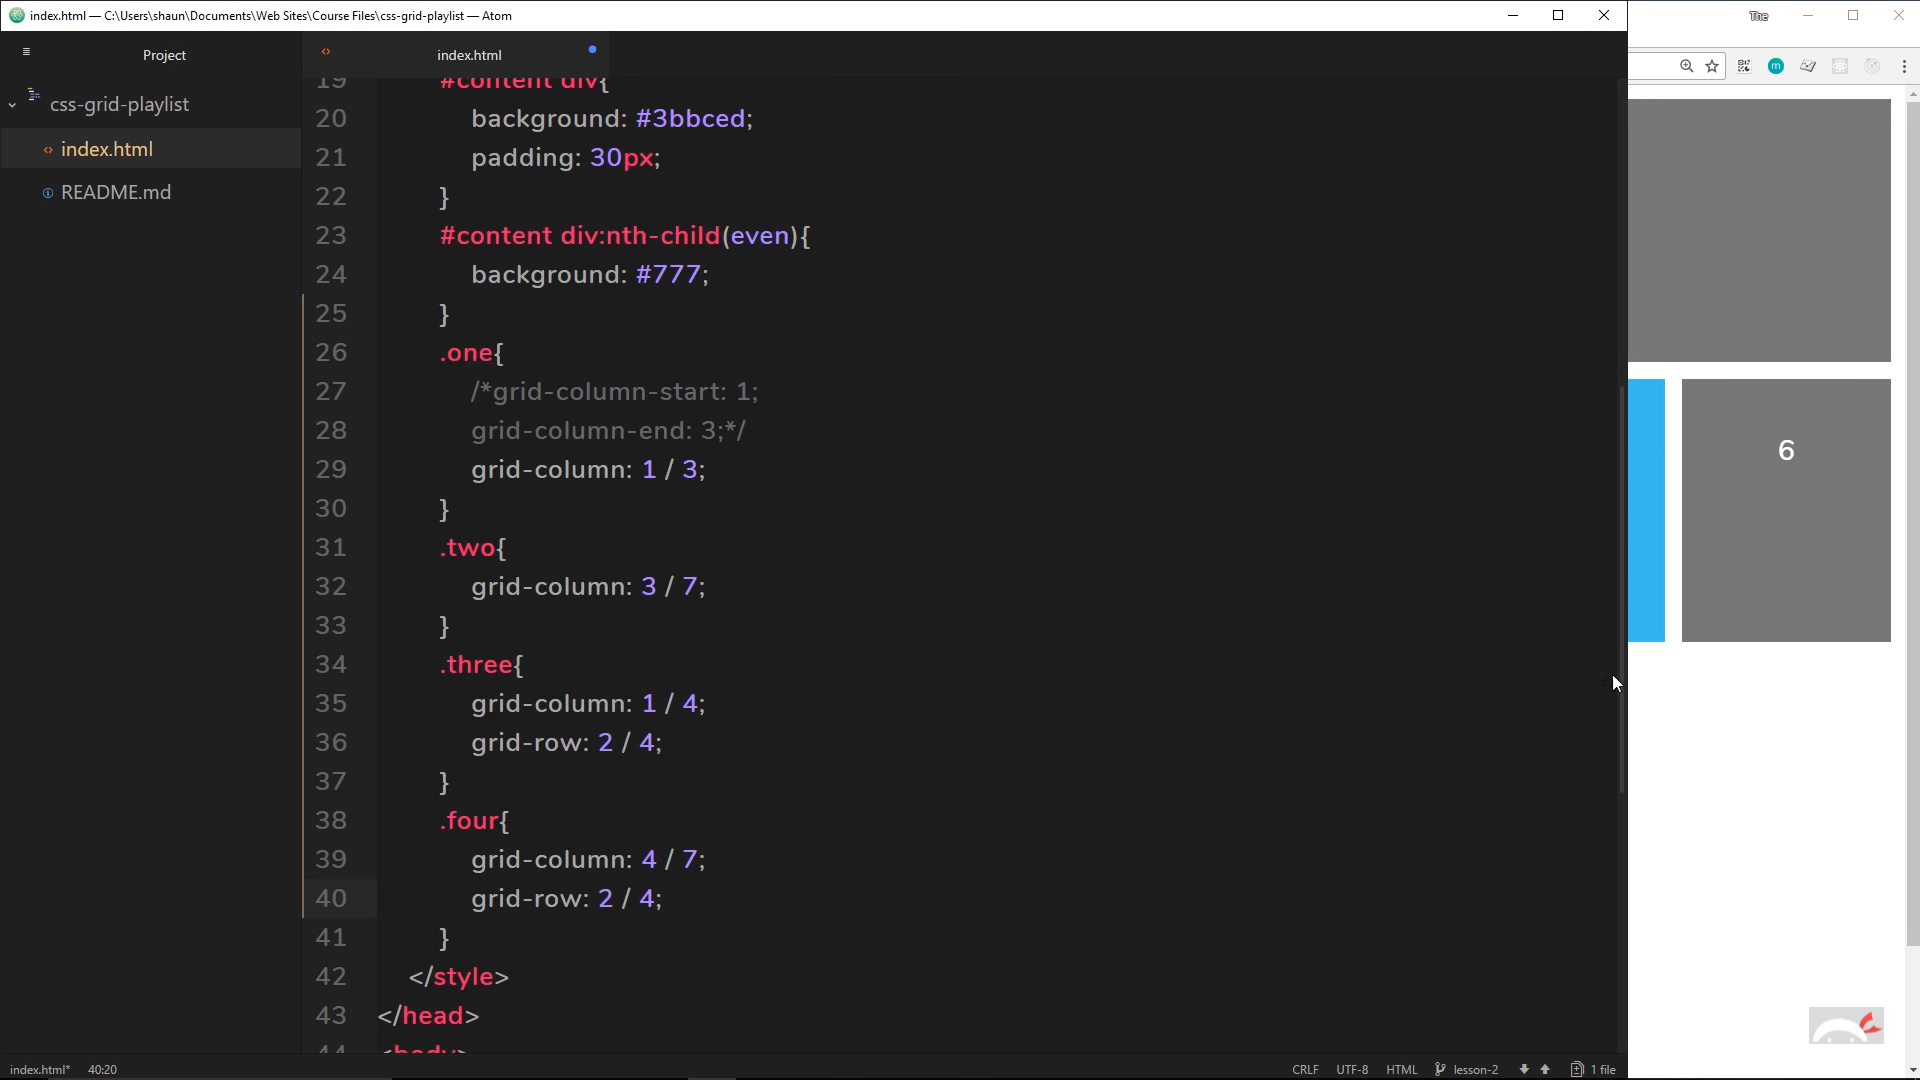 index.html — C:\Users\shaun\Documents\Web Sites\Course Files\css-grid-playlist — Atom
The
Project
index.html
css-grid-playlist
index.html
README.md
m
19 #content div{
20 background: #3bbced;
21 padding: 30px;
22 }
23 #content div:nth-child(even){
24 background: #777;
25 }
26 .one{
27 /*grid-column-start: 1;
28 grid-column-end: 3;*/
29 grid-column: 1 / 3;
30 }
31 .two{
32 grid-column: 3 / 7;
33 }
34 .three{
35 grid-column: 1 / 4;
36 grid-row: 2 / 4;
37 }
38 .four{
39 grid-column: 4 / 7;
40 grid-row: 2 / 4;
41 }
42 </style>
43 </head>
44 <body>
6
index.html* 40:20
CRLF UTF-8 HTML lesson-2 1 file